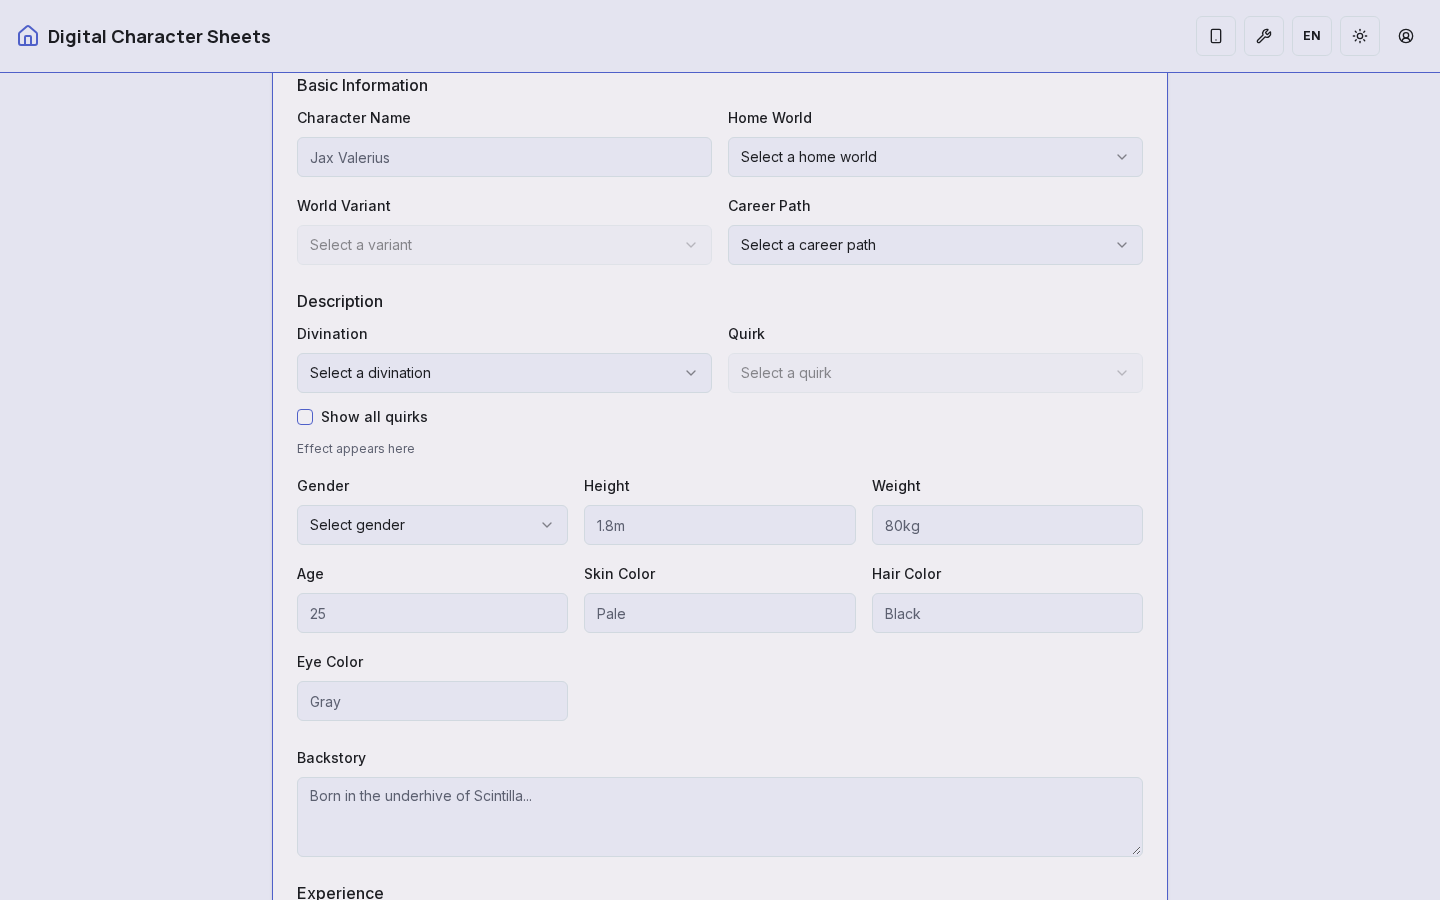 Digital Character Sheets
EN
Basic Information
Character Name
Home World
Jax Valerius
Select a home world
World Variant
Career Path
Select a variant
Select a career path
Description
Divination
Quirk
Select a divination
Select a quirk
Show all quirks
Effect appears here
Gender
Height
Weight
Select gender
1.8m
80kg
Age
Skin Color
Hair Color
25
Pale
Black
Eye Color
Gray
Backstory
Born in the underhive of Scintilla...
Experience